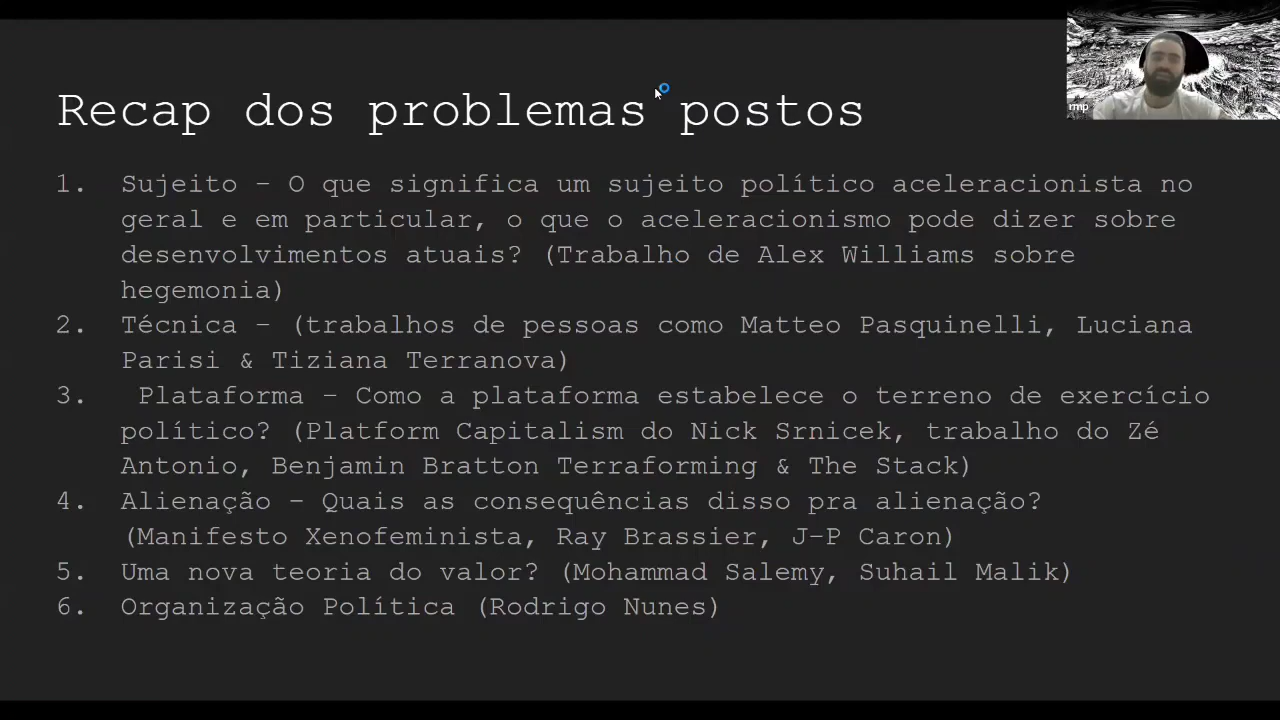 Recap dos problemas postos
rmp
1. Sujeito – O que significa um sujeito político aceleracionista no
geral e em particular, o que o aceleracionismo pode dizer sobre
desenvolvimentos atuais? (Trabalho de Alex Williams sobre
hegemonia)
2. Técnica – (trabalhos de pessoas como Matteo Pasquinelli, Luciana
Parisi & Tiziana Terranova)
3. Plataforma – Como a plataforma estabelece o terreno de exercício
político? (Platform Capitalism do Nick Srnicek, trabalho do Zé
Antonio, Benjamin Bratton Terraforming & The Stack)
4. Alienação – Quais as consequências disso pra alienação?
(Manifesto Xenofeminista, Ray Brassier, J-P Caron)
5. Uma nova teoria do valor? (Mohammad Salemy, Suhail Malik)
6. Organização Política (Rodrigo Nunes)